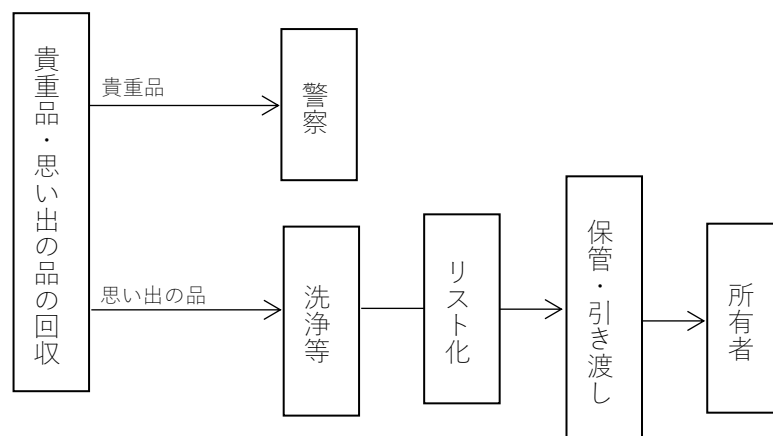 貴重品・思い出の品の回収
貴重品
警察
思い出の品
洗浄等
リスト化
保管・引き渡し
所有者